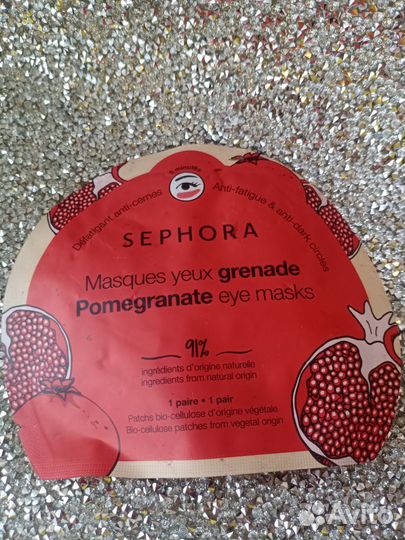 5 minutes
Défatigant anti-cernes
Anti-fatigue & anti-dark circles
SEPHORA
Masques yeux grenade
Pomegranate eye masks
91%
ingrédients d'origine naturelle
ingredients from natural origin
1 paire • 1 pair
Patchs bio-cellulose d'origine végétale
Bio-cellulose patches from vegetal origin
Avito